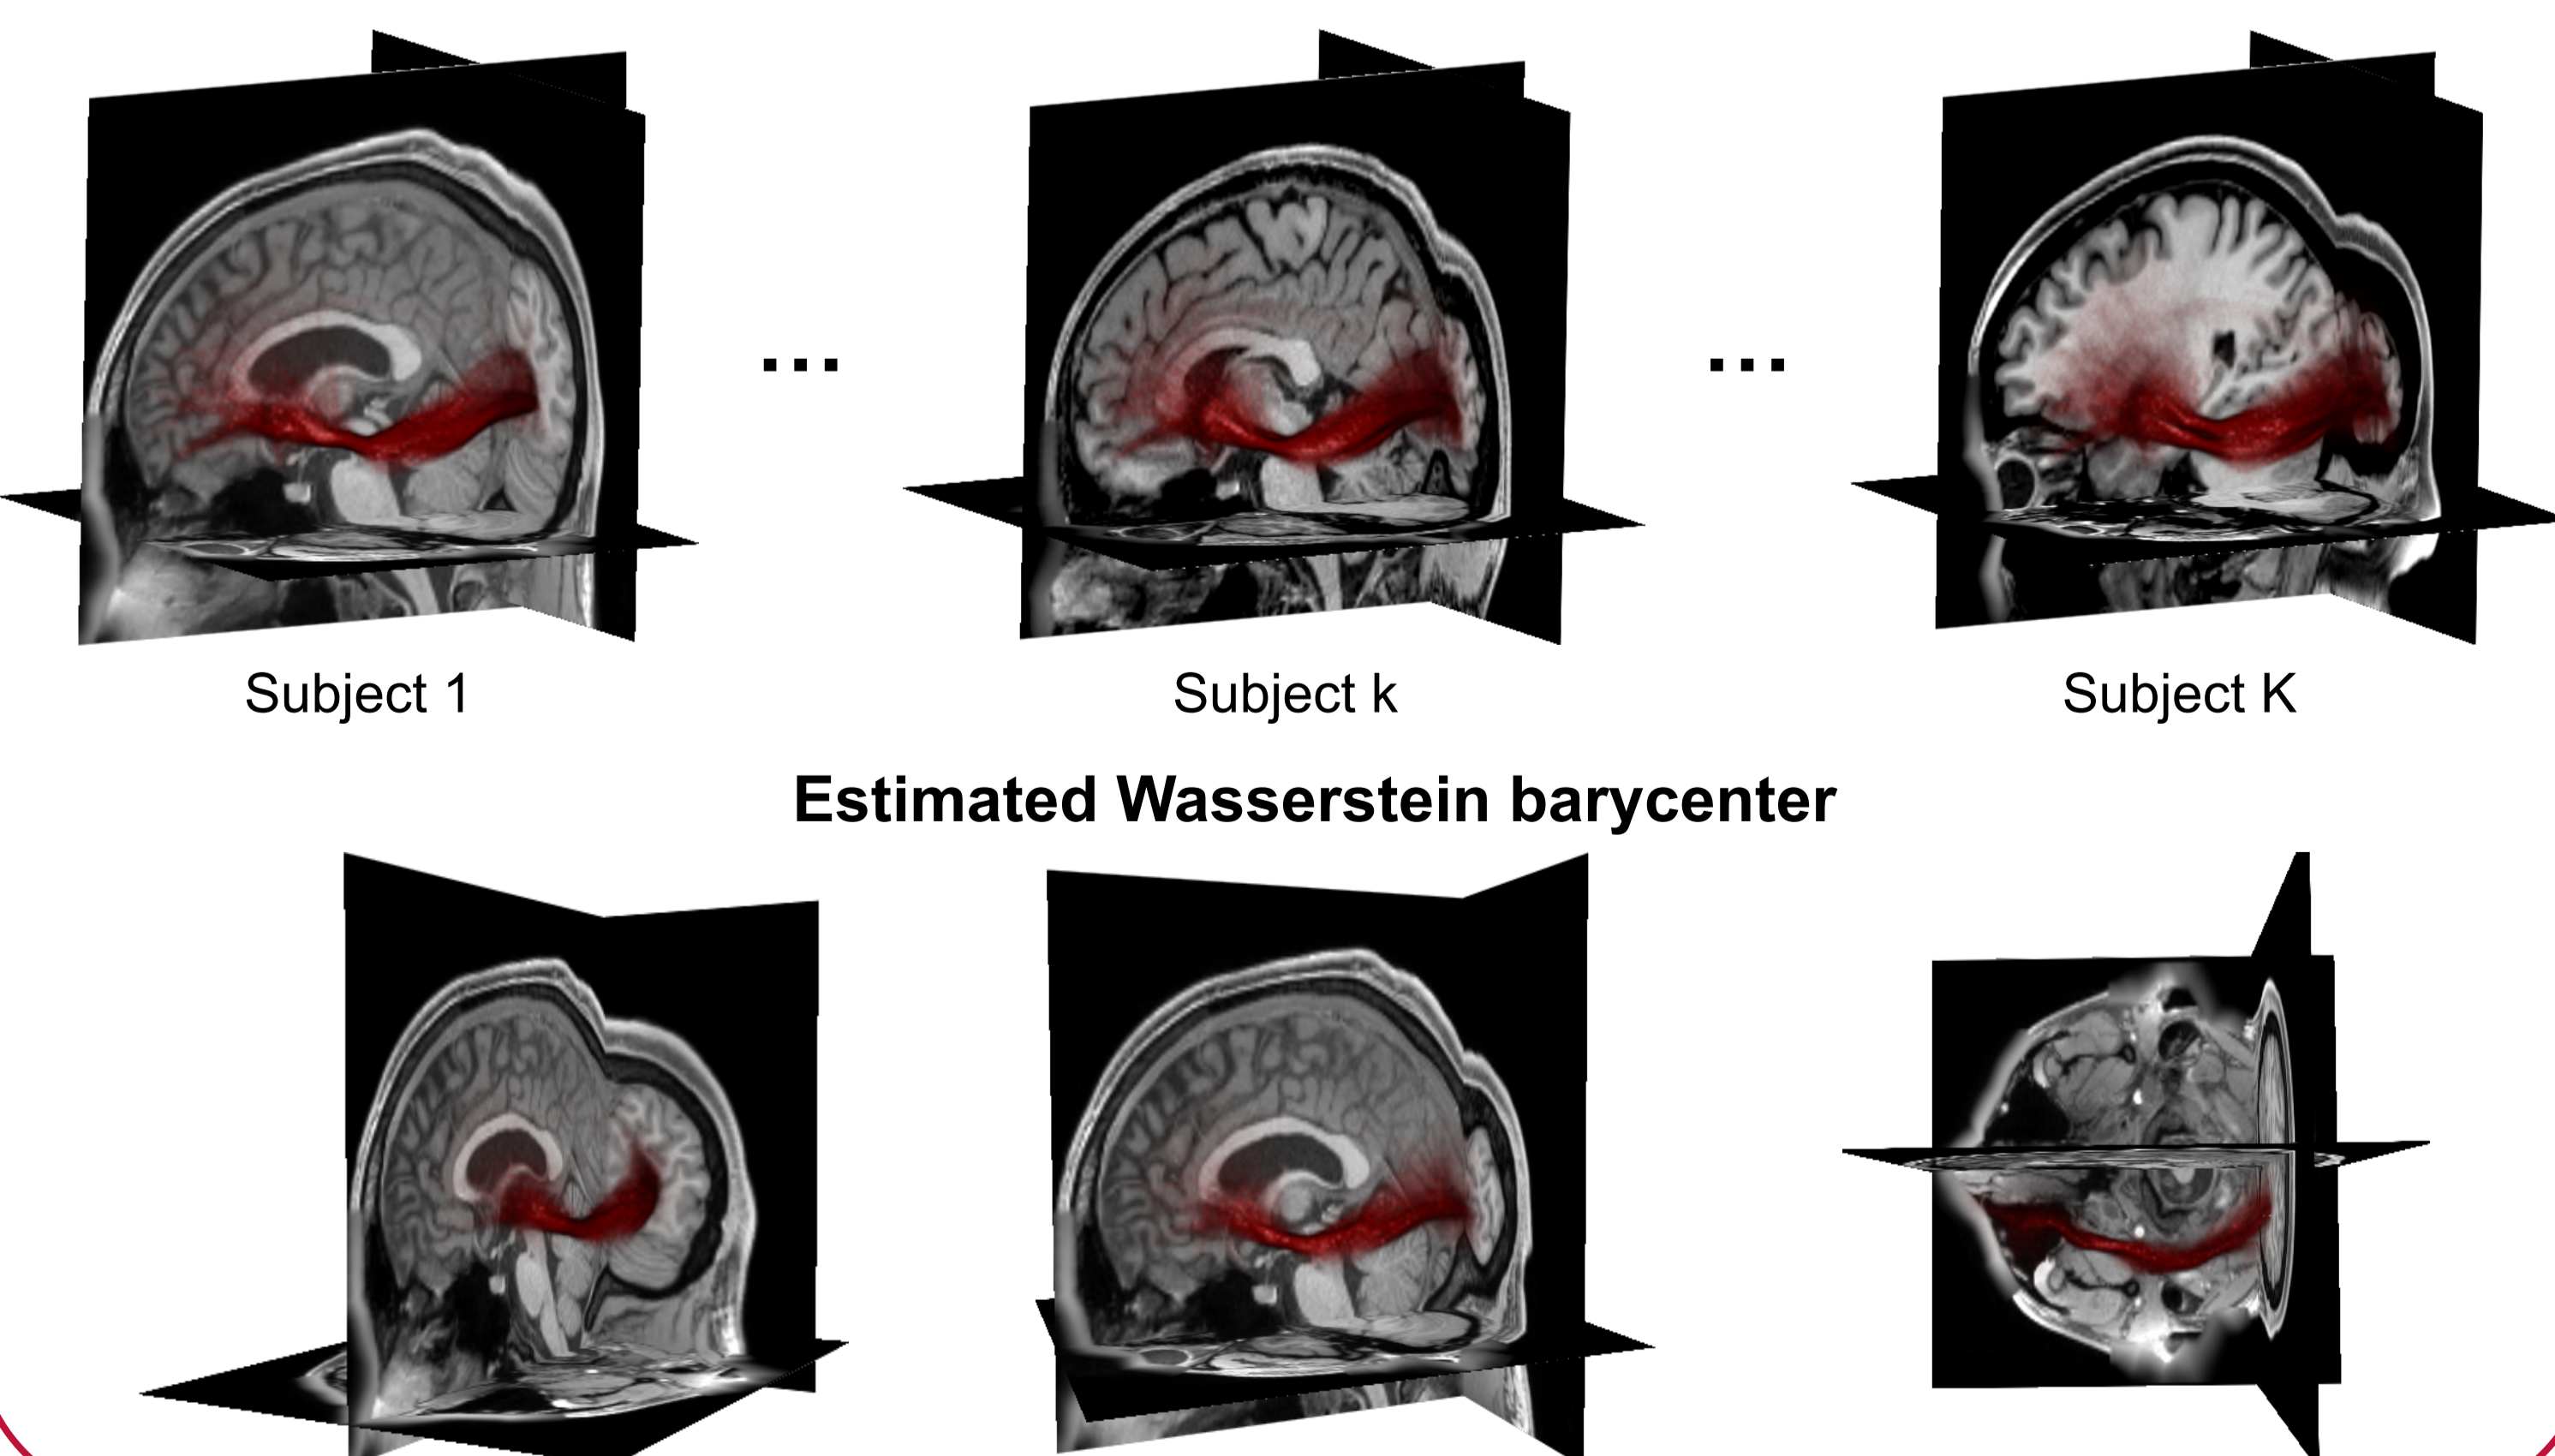 ... ...
Subject 1 Subject k Subject K
Estimated Wasserstein barycenter